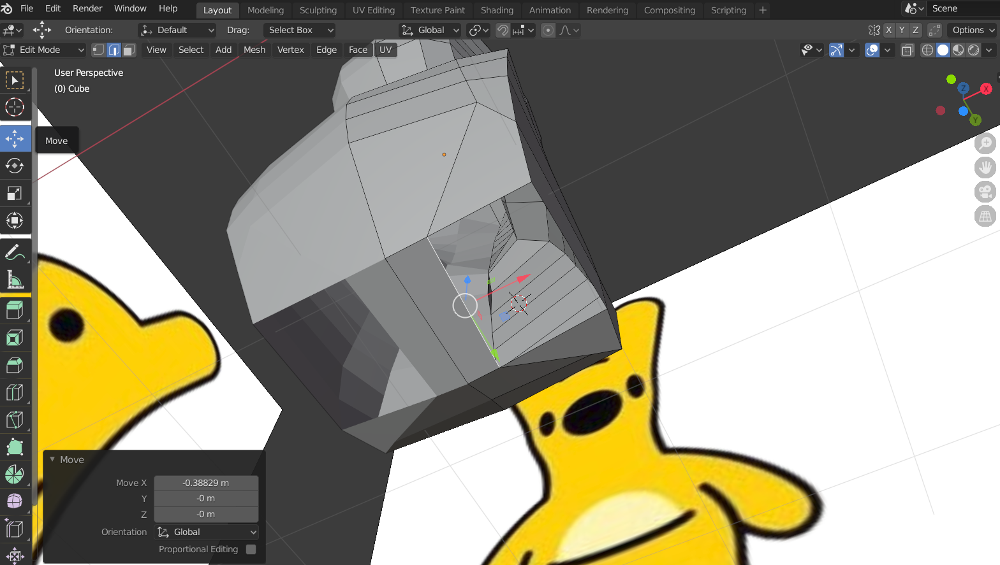 File Edit Render Window Help Layout Modeling Sculpting UV Editing Texture Paint Shading Animation Rendering Compositing Scripting + Scene
Orientation: Default Drag: Select Box Global X Y Z Options
Edit Mode View Select Add Mesh Vertex Edge Face UV
User Perspective
(0) Cube
Z
X
Y
Move
Move
Move X -0.38829 m
Y -0 m
Z -0 m
Orientation Global
Proportional Editing